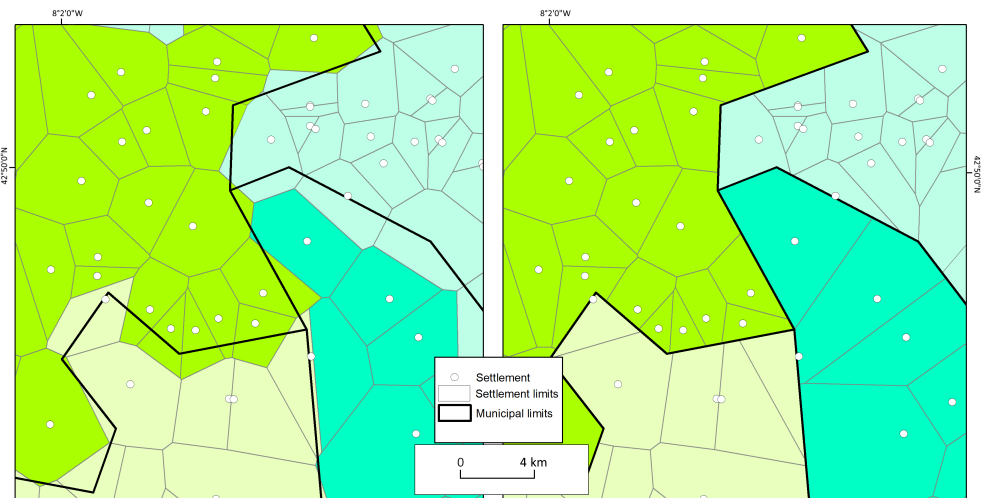 8°2'0"W
8°2'0"W
42°50'0"N
42°50'0"N
Settlement
Settlement limits
Municipal limits
0 4 km